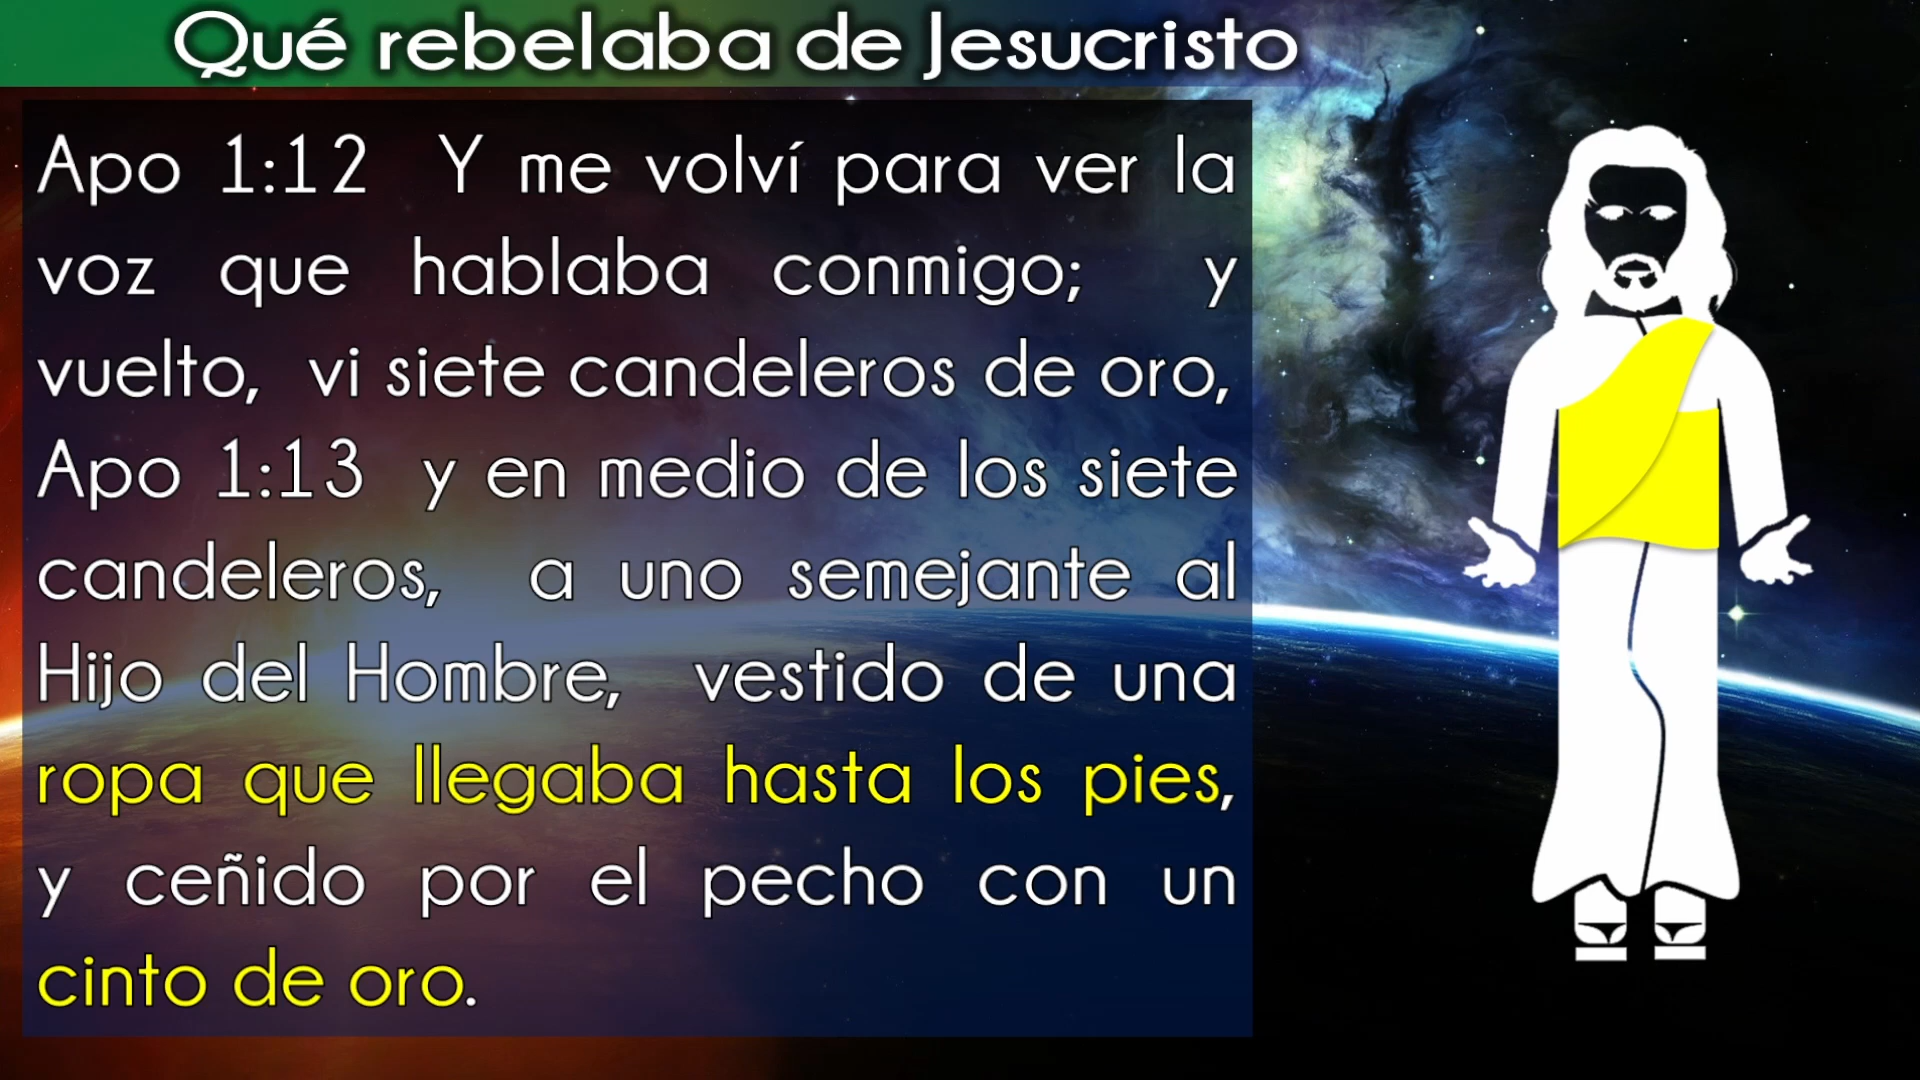 Qué rebelaba de Jesucristo
Apo 1:12 Y me volví para ver la
voz que hablaba conmigo; y
vuelto, vi siete candeleros de oro,
Apo 1:13 y en medio de los siete
candeleros, a uno semejante al
Hijo del Hombre, vestido de una
ropa que llegaba hasta los pies,
y ceñido por el pecho con un
cinto de oro.